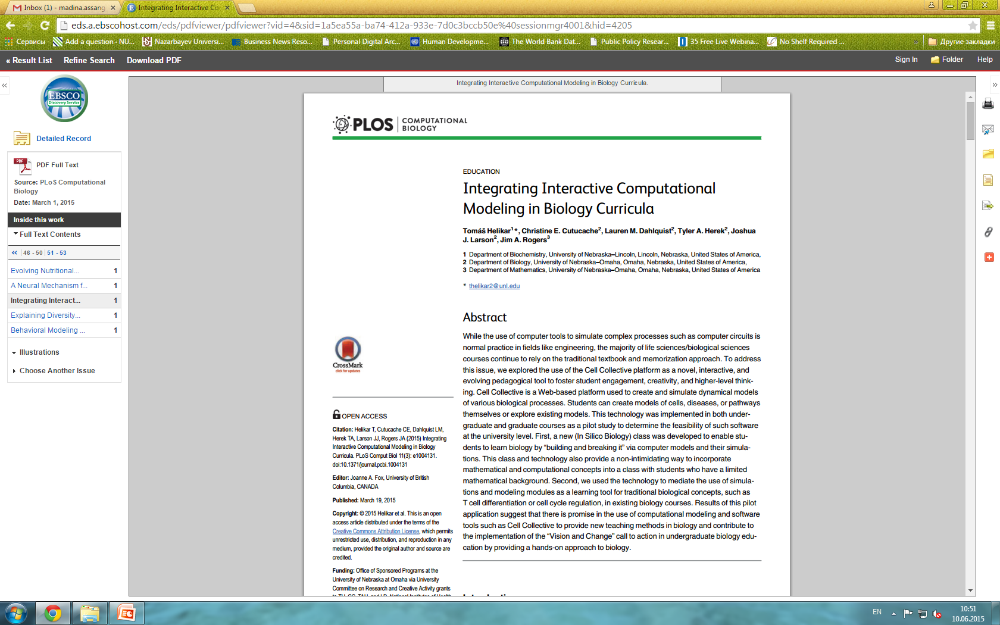 Inbox (1) - madina.assang
Integrating Interactive Co
eds.a.ebscohost.com/eds/pdfviewer/pdfviewer?vid=4&sid=1a5ea55a-ba74-412a-933e-7d0c3bccb50e%40sessionmgr4001&hid=4205
Сервисы Add a question · NU... Nazarbayev Universi... Business News Reso... Personal Digital Arc... Human Developme... The World Bank Dat... Public Policy Resear... 35 Free Live Webina... No Shelf Required ... » Другие закладки
« Result List Refine Search Download PDF Sign In Folder Help
Integrating Interactive Computational Modeling in Biology Curricula.
EBSCO
Discovery Service
Detailed Record
PDF
PDF Full Text
Source: PLoS Computational
Biology
Date: March 1, 2015
Inside this work
Full Text Contents
« 46 - 50 51 - 53
Evolving Nutritional... 1
A Neural Mechanism f... 1
Integrating Interact... 1
Explaining Diversity... 1
Behavioral Modeling ... 1
Illustrations
Choose Another Issue
PLOS COMPUTATIONAL
BIOLOGY
EDUCATION
Integrating Interactive Computational
Modeling in Biology Curricula
Tomáš Helikar1*, Christine E. Cutucache2, Lauren M. Dahlquist2, Tyler A. Herek2, Joshua
J. Larson2, Jim A. Rogers3
1 Department of Biochemistry, University of Nebraska–Lincoln, Lincoln, Nebraska, United States of America,
2 Department of Biology, University of Nebraska–Omaha, Omaha, Nebraska, United States of America,
3 Department of Mathematics, University of Nebraska–Omaha, Omaha, Nebraska, United States of America
* thelikar2@unl.edu
Abstract
While the use of computer tools to simulate complex processes such as computer circuits is
normal practice in fields like engineering, the majority of life sciences/biological sciences
courses continue to rely on the traditional textbook and memorization approach. To address
this issue, we explored the use of the Cell Collective platform as a novel, interactive, and
evolving pedagogical tool to foster student engagement, creativity, and higher-level think-
ing. Cell Collective is a Web-based platform used to create and simulate dynamical models
of various biological processes. Students can create models of cells, diseases, or pathways
themselves or explore existing models. This technology was implemented in both under-
graduate and graduate courses as a pilot study to determine the feasibility of such software
at the university level. First, a new (In Silico Biology) class was developed to enable stu-
dents to learn biology by “building and breaking it” via computer models and their simula-
tions. This class and technology also provide a non-intimidating way to incorporate
mathematical and computational concepts into a class with students who have a limited
mathematical background. Second, we used the technology to mediate the use of simula-
tions and modeling modules as a learning tool for traditional biological concepts, such as
T cell differentiation or cell cycle regulation, in existing biology courses. Results of this pilot
application suggest that there is promise in the use of computational modeling and software
tools such as Cell Collective to provide new teaching methods in biology and contribute to
the implementation of the “Vision and Change” call to action in undergraduate biology edu-
cation by providing a hands-on approach to biology.
CrossMark
click for updates
OPEN ACCESS
Citation: Helikar T, Cutucache CE, Dahlquist LM,
Herek TA, Larson JJ, Rogers JA (2015) Integrating
Interactive Computational Modeling in Biology
Curricula. PLoS Comput Biol 11(3): e1004131.
doi:10.1371/journal.pcbi.1004131
Editor: Joanne A. Fox, University of British
Columbia, CANADA
Published: March 19, 2015
Copyright: © 2015 Helikar et al. This is an open
access article distributed under the terms of the
Creative Commons Attribution License, which permits
unrestricted use, distribution, and reproduction in any
medium, provided the original author and source are
credited.
Funding: Office of Sponsored Programs at the
University of Nebraska at Omaha via University
Committee on Research and Creative Activity grants
EN
10:51
10.06.2015